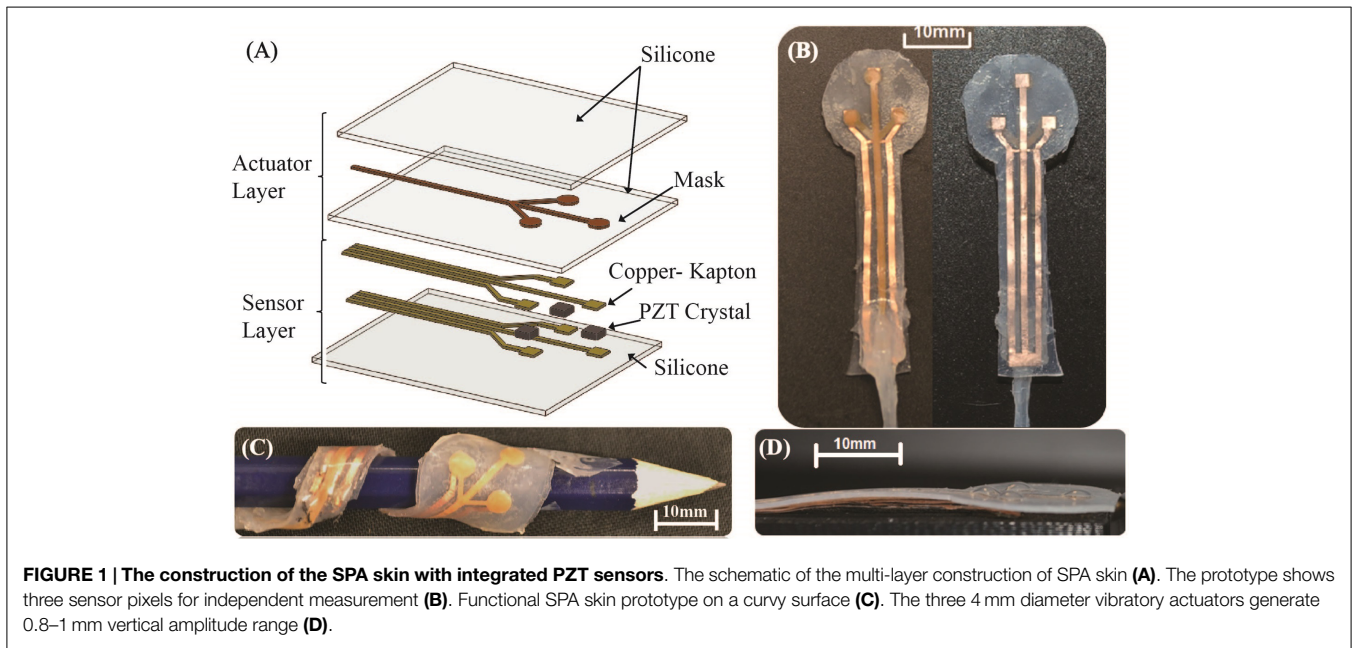 (A)
Silicone
Actuator
Layer
Mask
Copper- Kapton
Sensor
Layer
PZT Crystal
Silicone
10mm
(B)
(C)
10mm
(D)
10mm
FIGURE 1 | The construction of the SPA skin with integrated PZT sensors. The schematic of the multi-layer construction of SPA skin (A). The prototype shows
three sensor pixels for independent measurement (B). Functional SPA skin prototype on a curvy surface (C). The three 4 mm diameter vibratory actuators generate
0.8–1 mm vertical amplitude range (D).